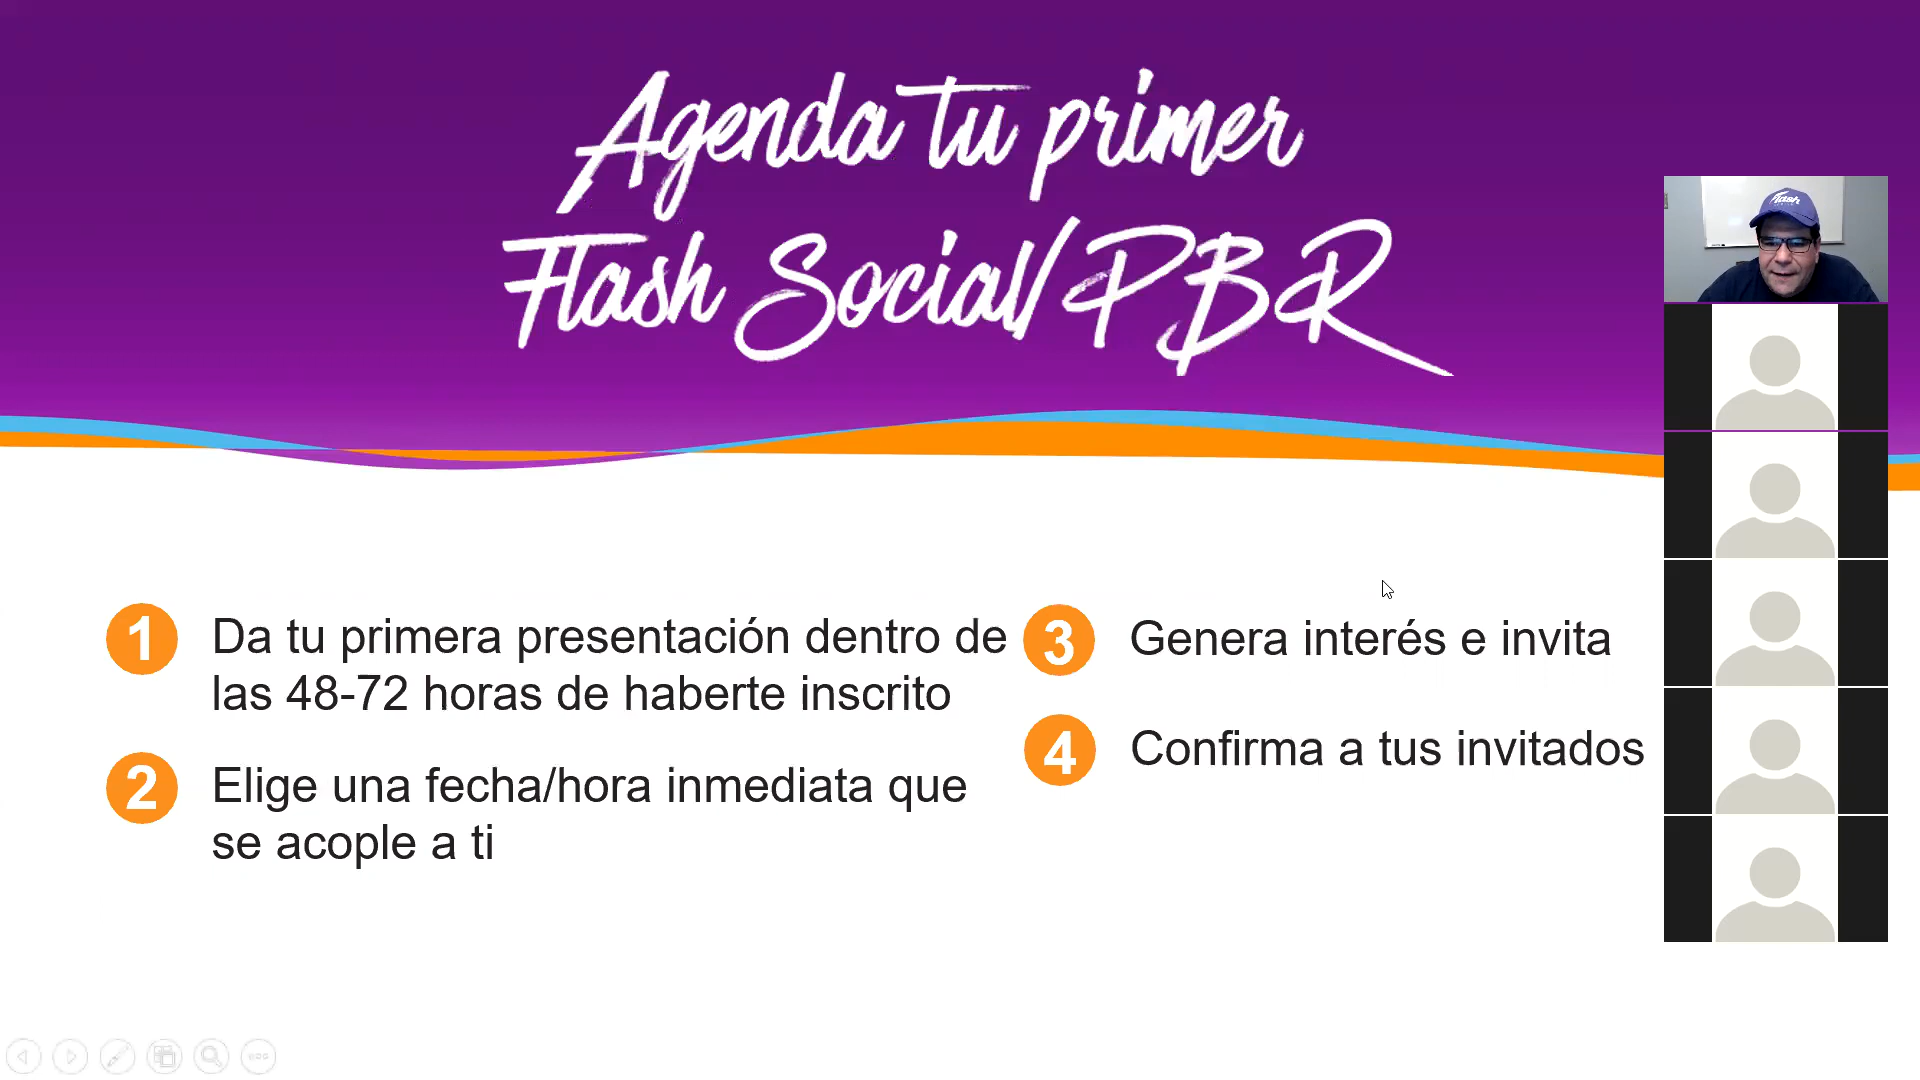 Agenda tu primer
Flash Social/PBR
1 Da tu primera presentación dentro de
las 48-72 horas de haberte inscrito
2 Elige una fecha/hora inmediata que
se acople a ti
3 Genera interés e invita
4 Confirma a tus invitados
Flash